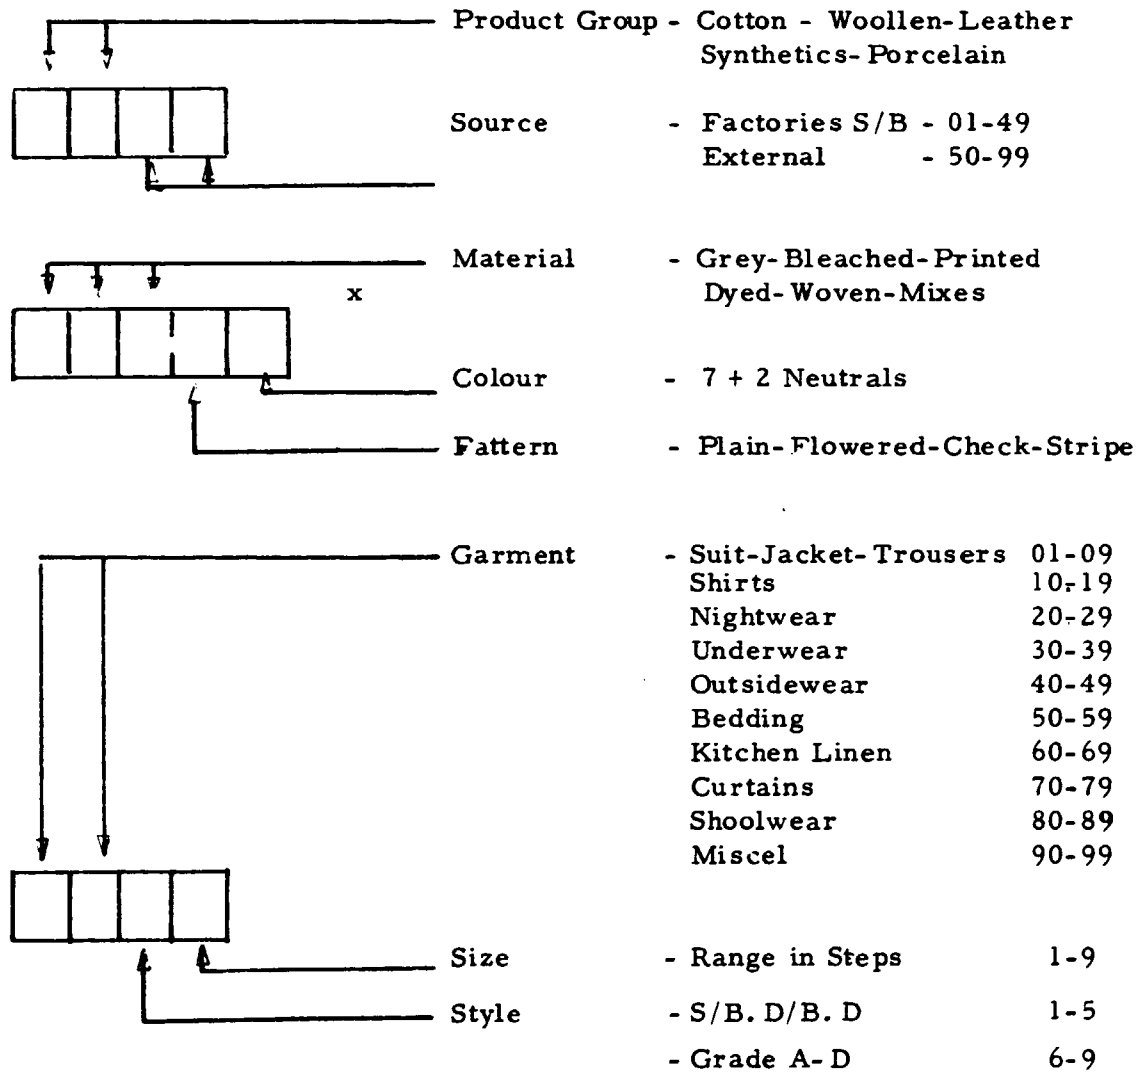 Product Group - Cotton - Woollen-Leather
Synthetics-Porcelain
Source - Factories S/B - 01-49
External - 50-99
Material - Grey-Bleached-Printed
x Dyed-Woven-Mixes
Colour - 7 + 2 Neutrals
Fattern - Plain-Flowered-Check-Stripe
Garment - Suit-Jacket-Trousers 01-09
Shirts 10-19
Nightwear 20-29
Underwear 30-39
Outsidewear 40-49
Bedding 50-59
Kitchen Linen 60-69
Curtains 70-79
Shoolwear 80-89
Miscel 90-99
Size - Range in Steps 1-9
Style - S/B. D/B. D 1-5
- Grade A-D 6-9